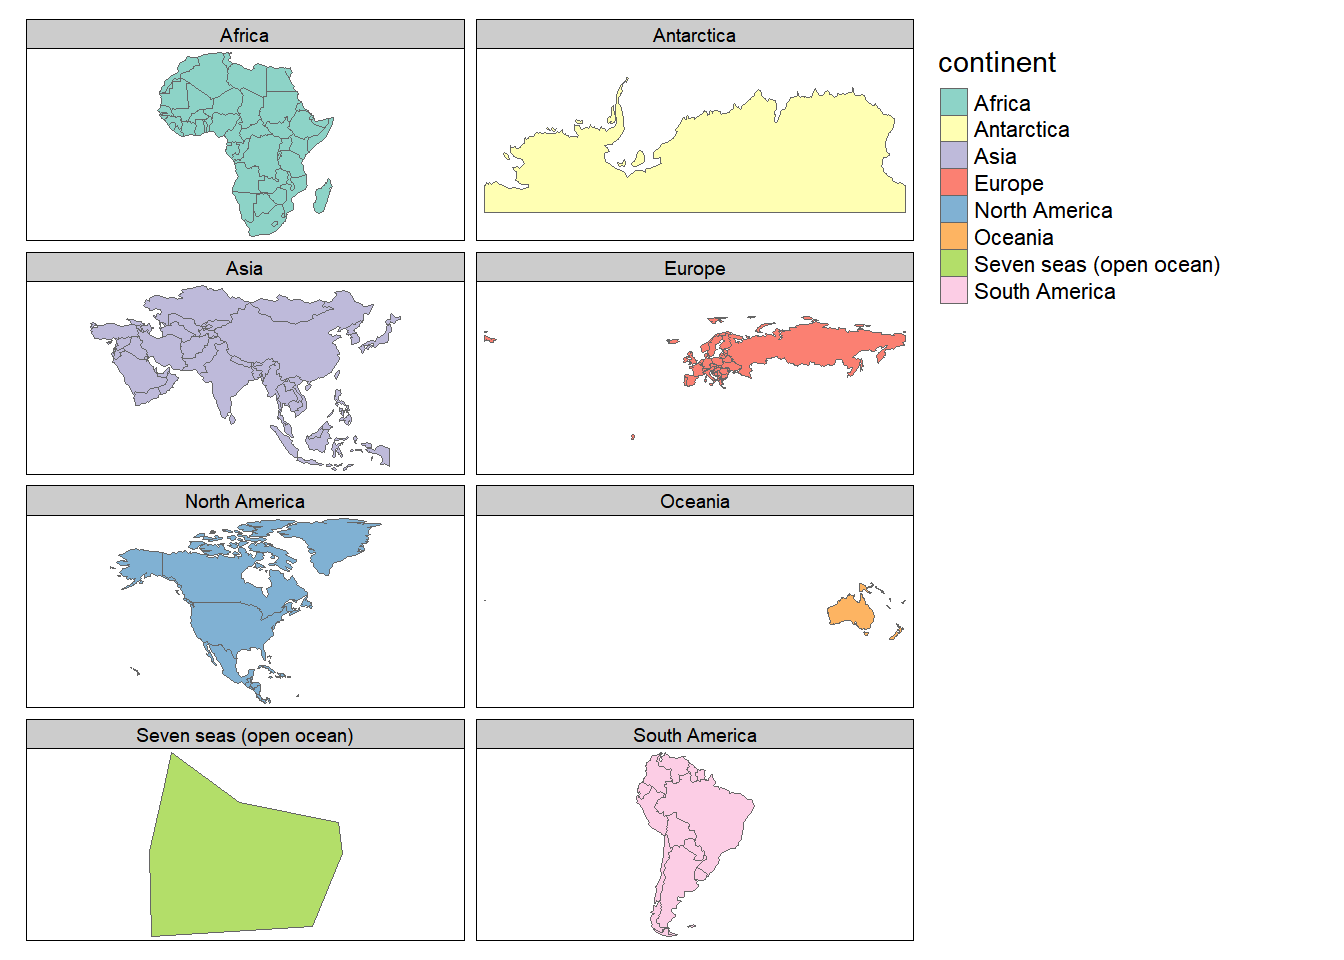 Africa
Antarctica
Asia
Europe
North America
Oceania
Seven seas (open ocean)
South America
continent
Africa
Antarctica
Asia
Europe
North America
Oceania
Seven seas (open ocean)
South America